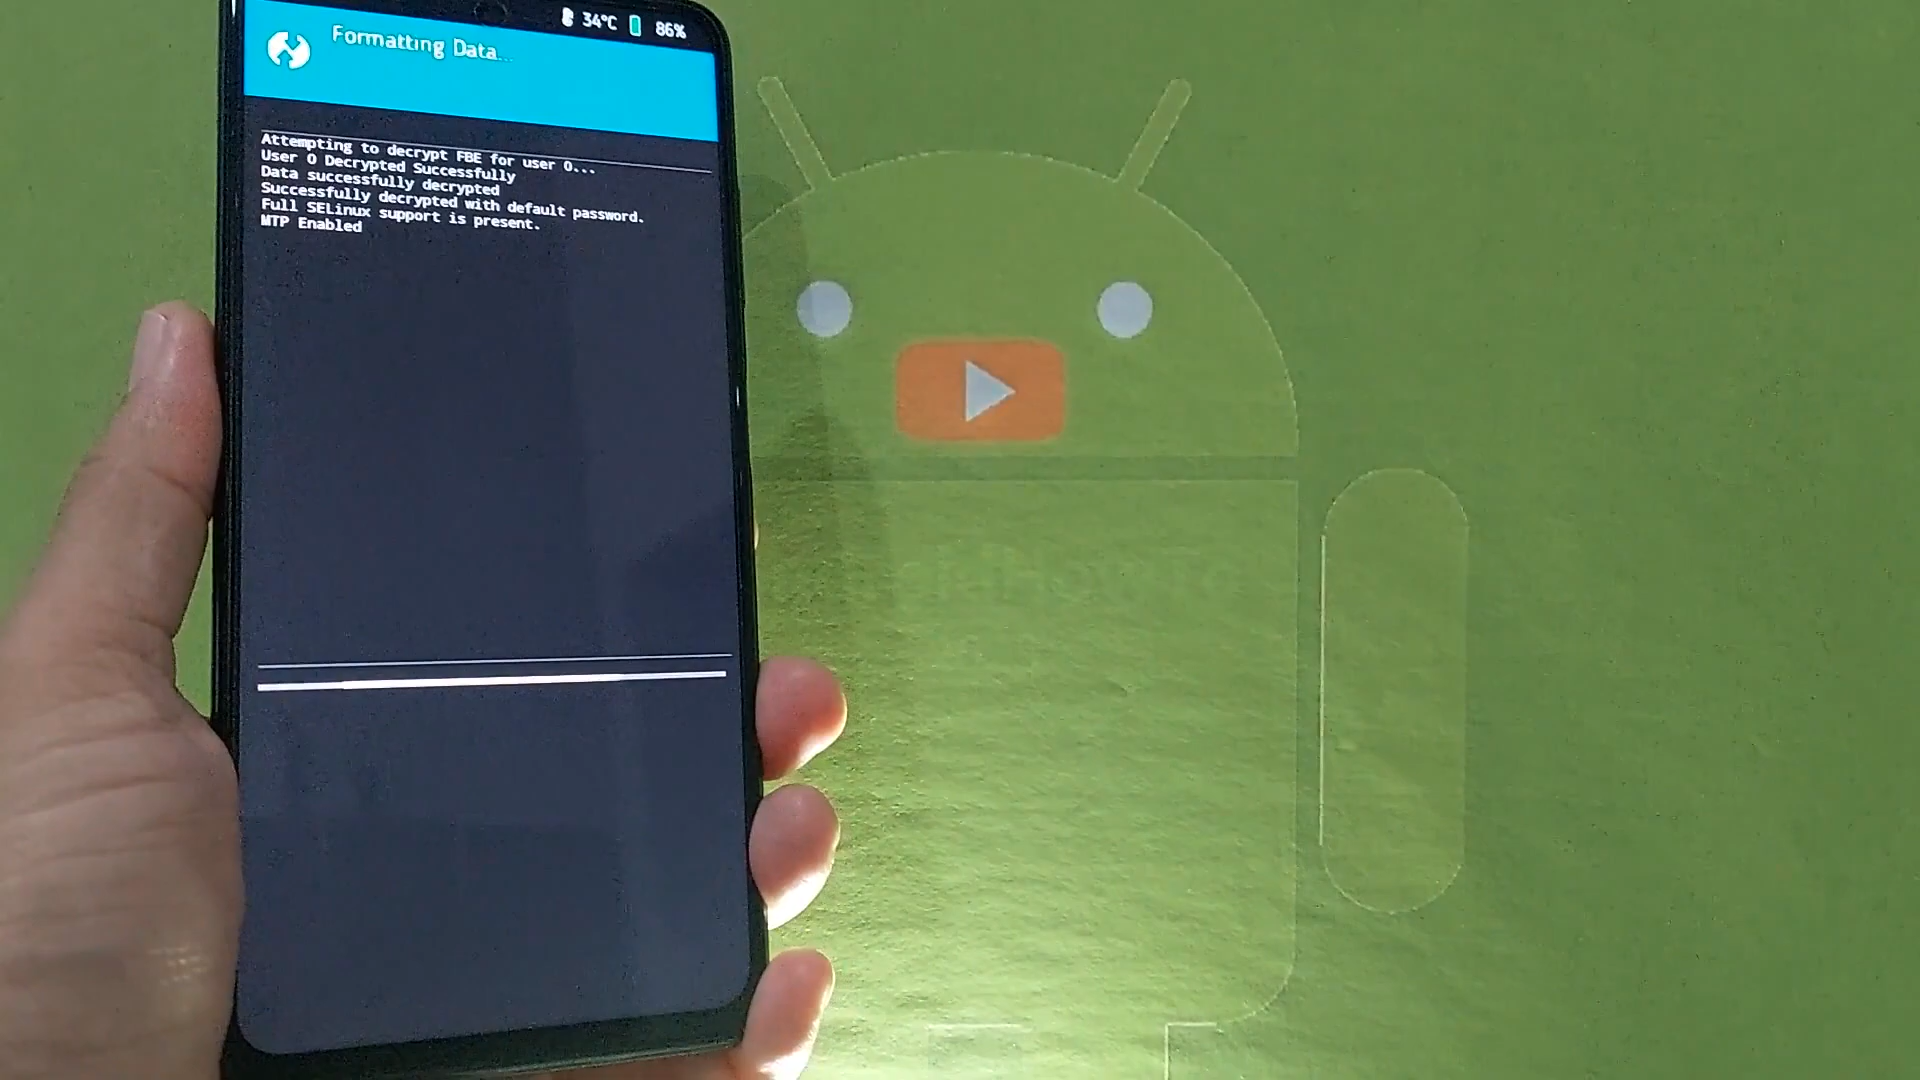 34°C 86%
Formatting Data...
Attempting to decrypt FBE for user 0...
User 0 Decrypted Successfully
Data successfully decrypted
Successfully decrypted with default password.
Full SELinux support is present.
MTP Enabled